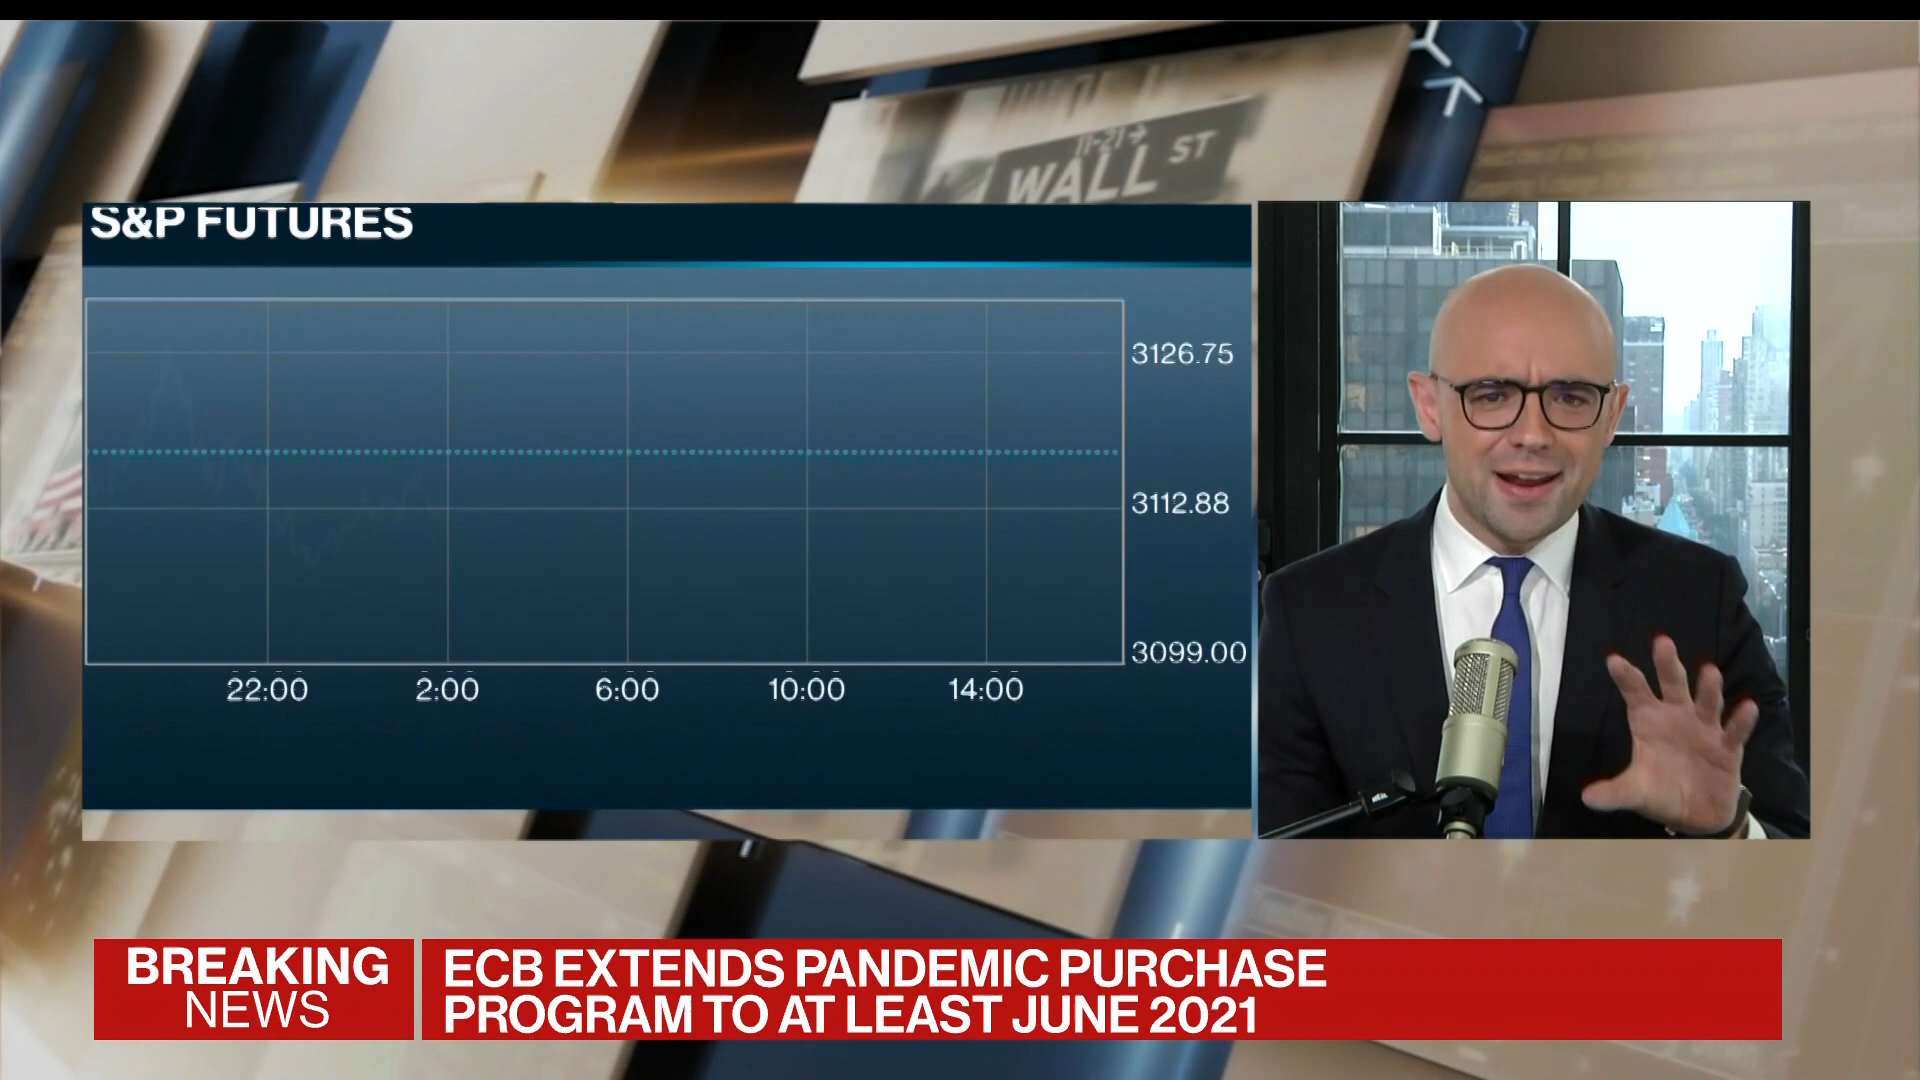 WALL ST
S&P FUTURES
3126.75
3112.88
3099.00
22:00 2:00 6:00 10:00 14:00
BREAKING
NEWS
ECB EXTENDS PANDEMIC PURCHASE
PROGRAM TO AT LEAST JUNE 2021